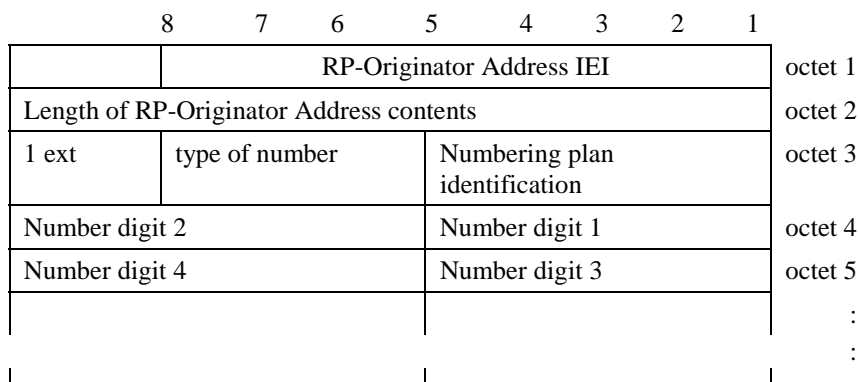 8 7 6 5 4 3 2 1
RP-Originator Address IEI octet 1
Length of RP-Originator Address contents octet 2
1 ext type of number Numbering plan octet 3
identification
Number digit 2 Number digit 1 octet 4
Number digit 4 Number digit 3 octet 5
:
: